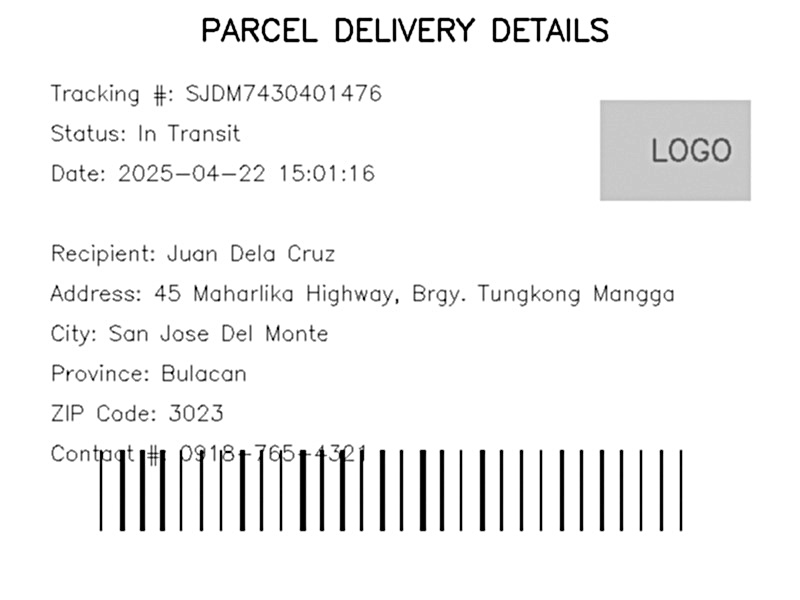 PARCEL DELIVERY DETAILS
Tracking #: SJDM7430401476
Status: In Transit
Date: 2025-04-22 15:01:16
LOGO
Recipient: Juan Dela Cruz
Address: 45 Maharlika Highway, Brgy. Tungkong Mangga
City: San Jose Del Monte
Province: Bulacan
ZIP Code: 3023
Contact #: 0918-765-4321